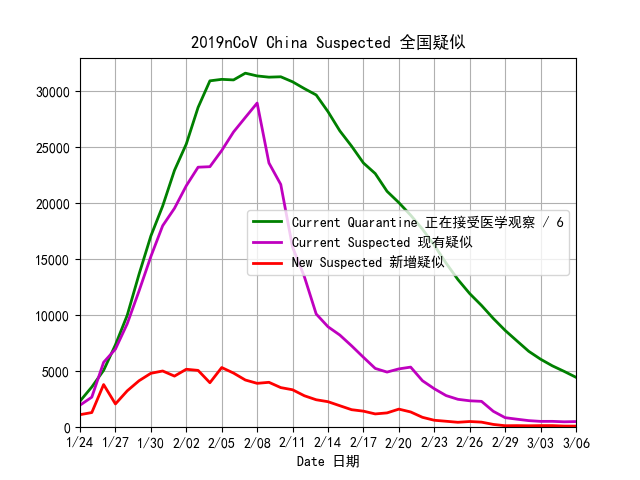 2019nCoV China Suspected 全国疑似
30000
25000
20000
15000
10000
5000
0
Current Quarantine 正在接受医学观察 / 6
Current Suspected 现有疑似
New Suspected 新增疑似
1/24 1/27 1/30 2/02 2/05 2/08 2/11 2/14 2/17 2/20 2/23 2/26 2/29 3/03 3/06
Date 日期